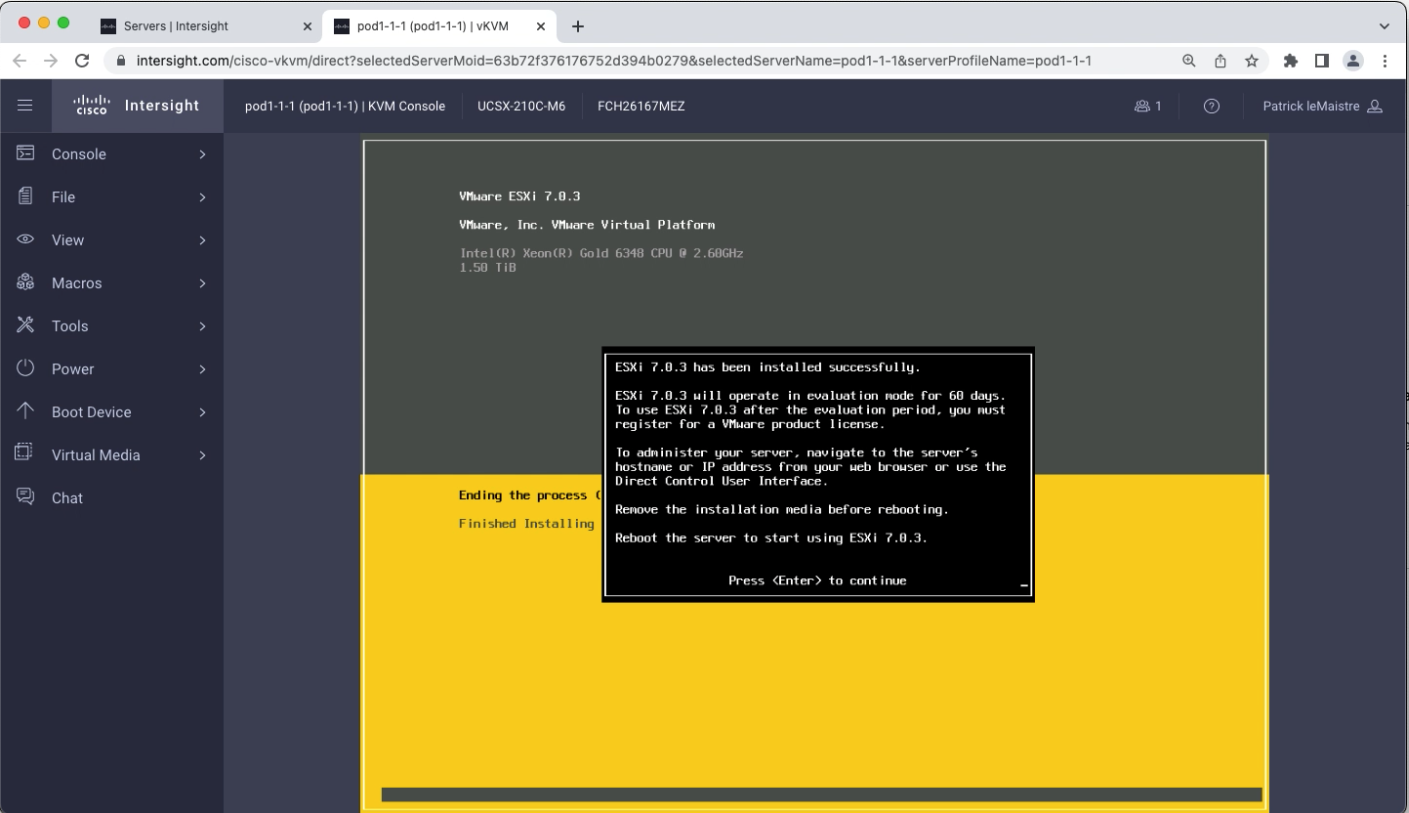 Servers | Intersight
pod1-1-1 (pod1-1-1) | vKVM
intersight.com/cisco-vkvm/direct?selectedServerMoid=63b72f376176752d394b0279&selectedServerName=pod1-1-1&serverProfileName=pod1-1-1
cisco Intersight
pod1-1-1 (pod1-1-1) | KVM Console
UCSX-210C-M6
FCH26167MEZ
1
Patrick leMaistre
Console
File
View
Macros
Tools
Power
Boot Device
Virtual Media
Chat
VMware ESXi 7.0.3
VMware, Inc. VMware Virtual Platform
Intel(R) Xeon(R) Gold 6348 CPU @ 2.60GHz
1.50 TiB
ESXi 7.0.3 has been installed successfully.
ESXi 7.0.3 will operate in evaluation mode for 60 days.
To use ESXi 7.0.3 after the evaluation period, you must
register for a VMware product license.
To administer your server, navigate to the server's
hostname or IP address from your web browser or use the
Direct Control User Interface.
Remove the installation media before rebooting.
Reboot the server to start using ESXi 7.0.3.
Press <Enter> to continue
Ending the process (
Finished Installing